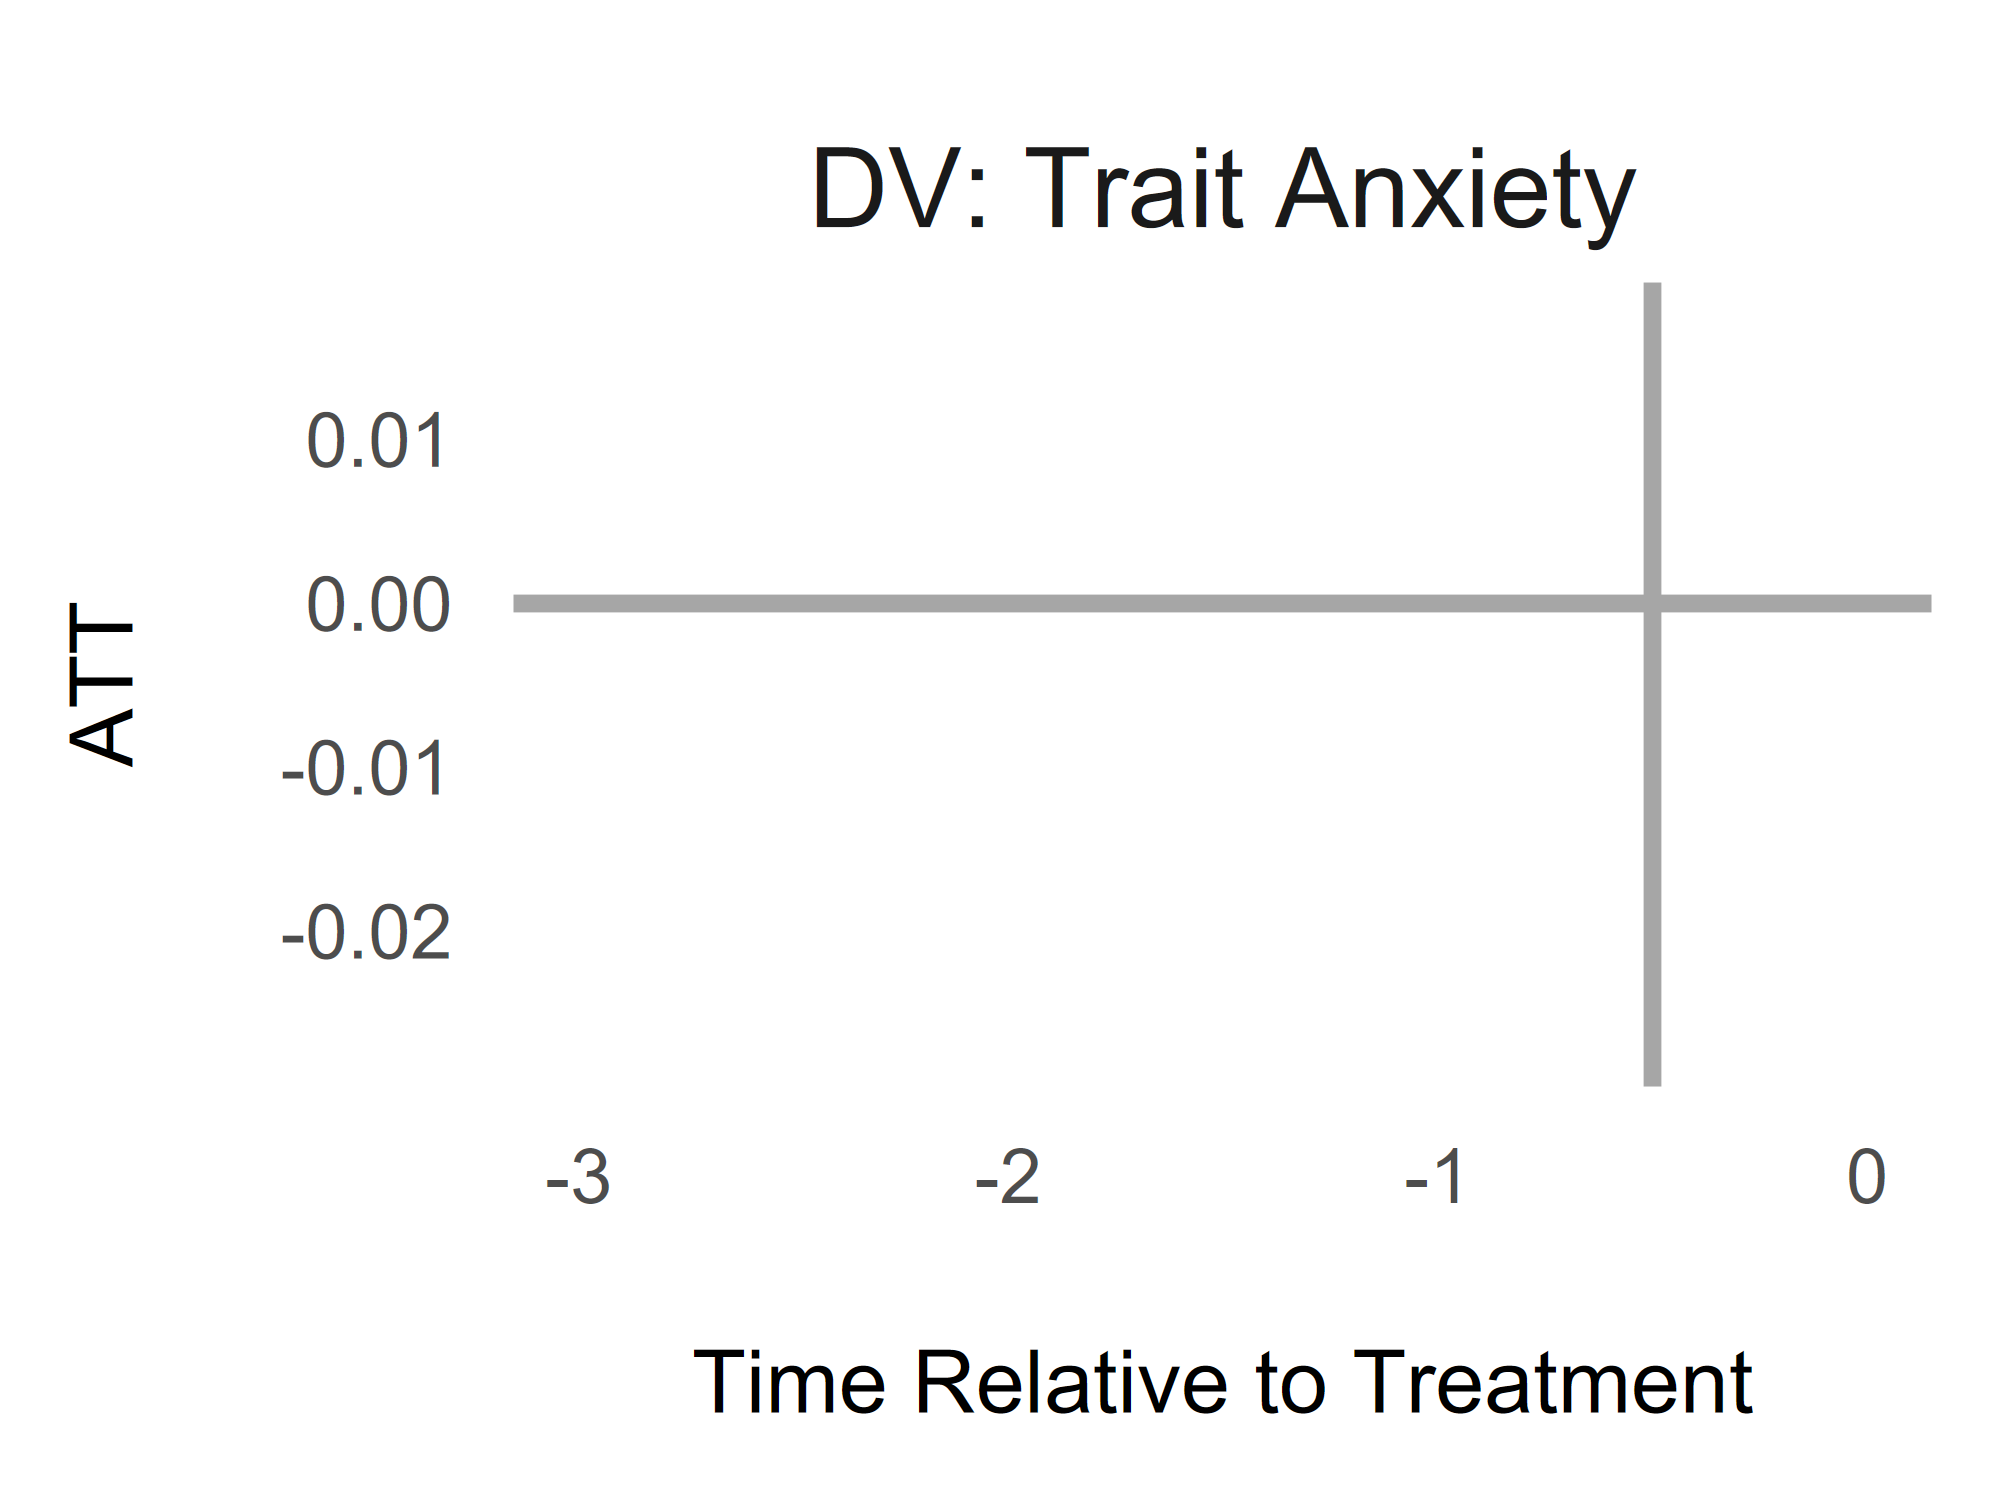 DV: Trait Anxiety
0.01
0.00
-0.01
-0.02
ATT
-3 -2 -1 0
Time Relative to Treatment